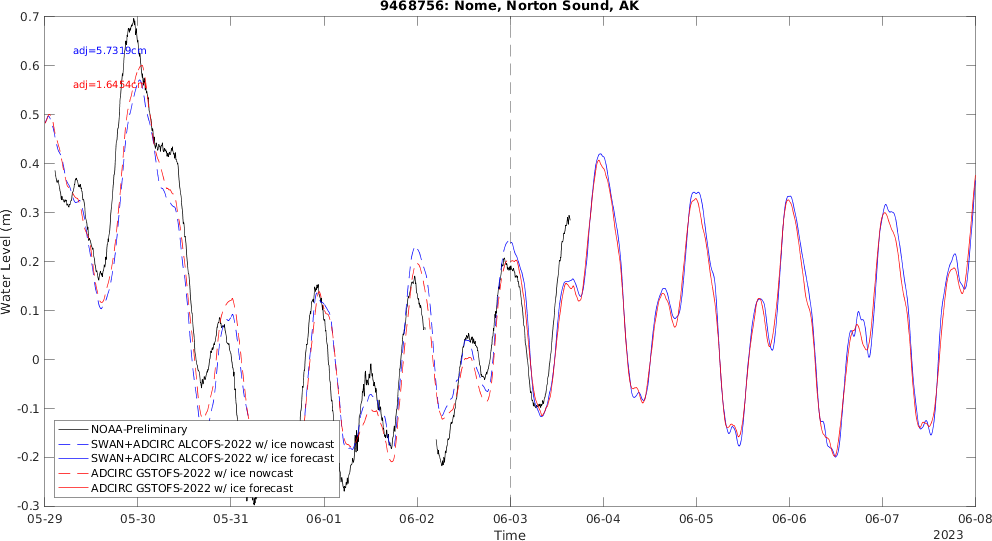 9468756: Nome, Norton Sound, AK
0.7
0.6
0.5
0.4
0.3
0.2
0.1
0
-0.1
-0.2
-0.3
Water Level (m)
adj=5.7319cm
adj=1.6454cm
NOAA-Preliminary
SWAN+ADCIRC ALCOFS-2022 w/ ice nowcast
SWAN+ADCIRC ALCOFS-2022 w/ ice forecast
ADCIRC GSTOFS-2022 w/ ice nowcast
ADCIRC GSTOFS-2022 w/ ice forecast
05-29 05-30 05-31 06-01 06-02 06-03 06-04 06-05 06-06 06-07 06-08
Time
2023